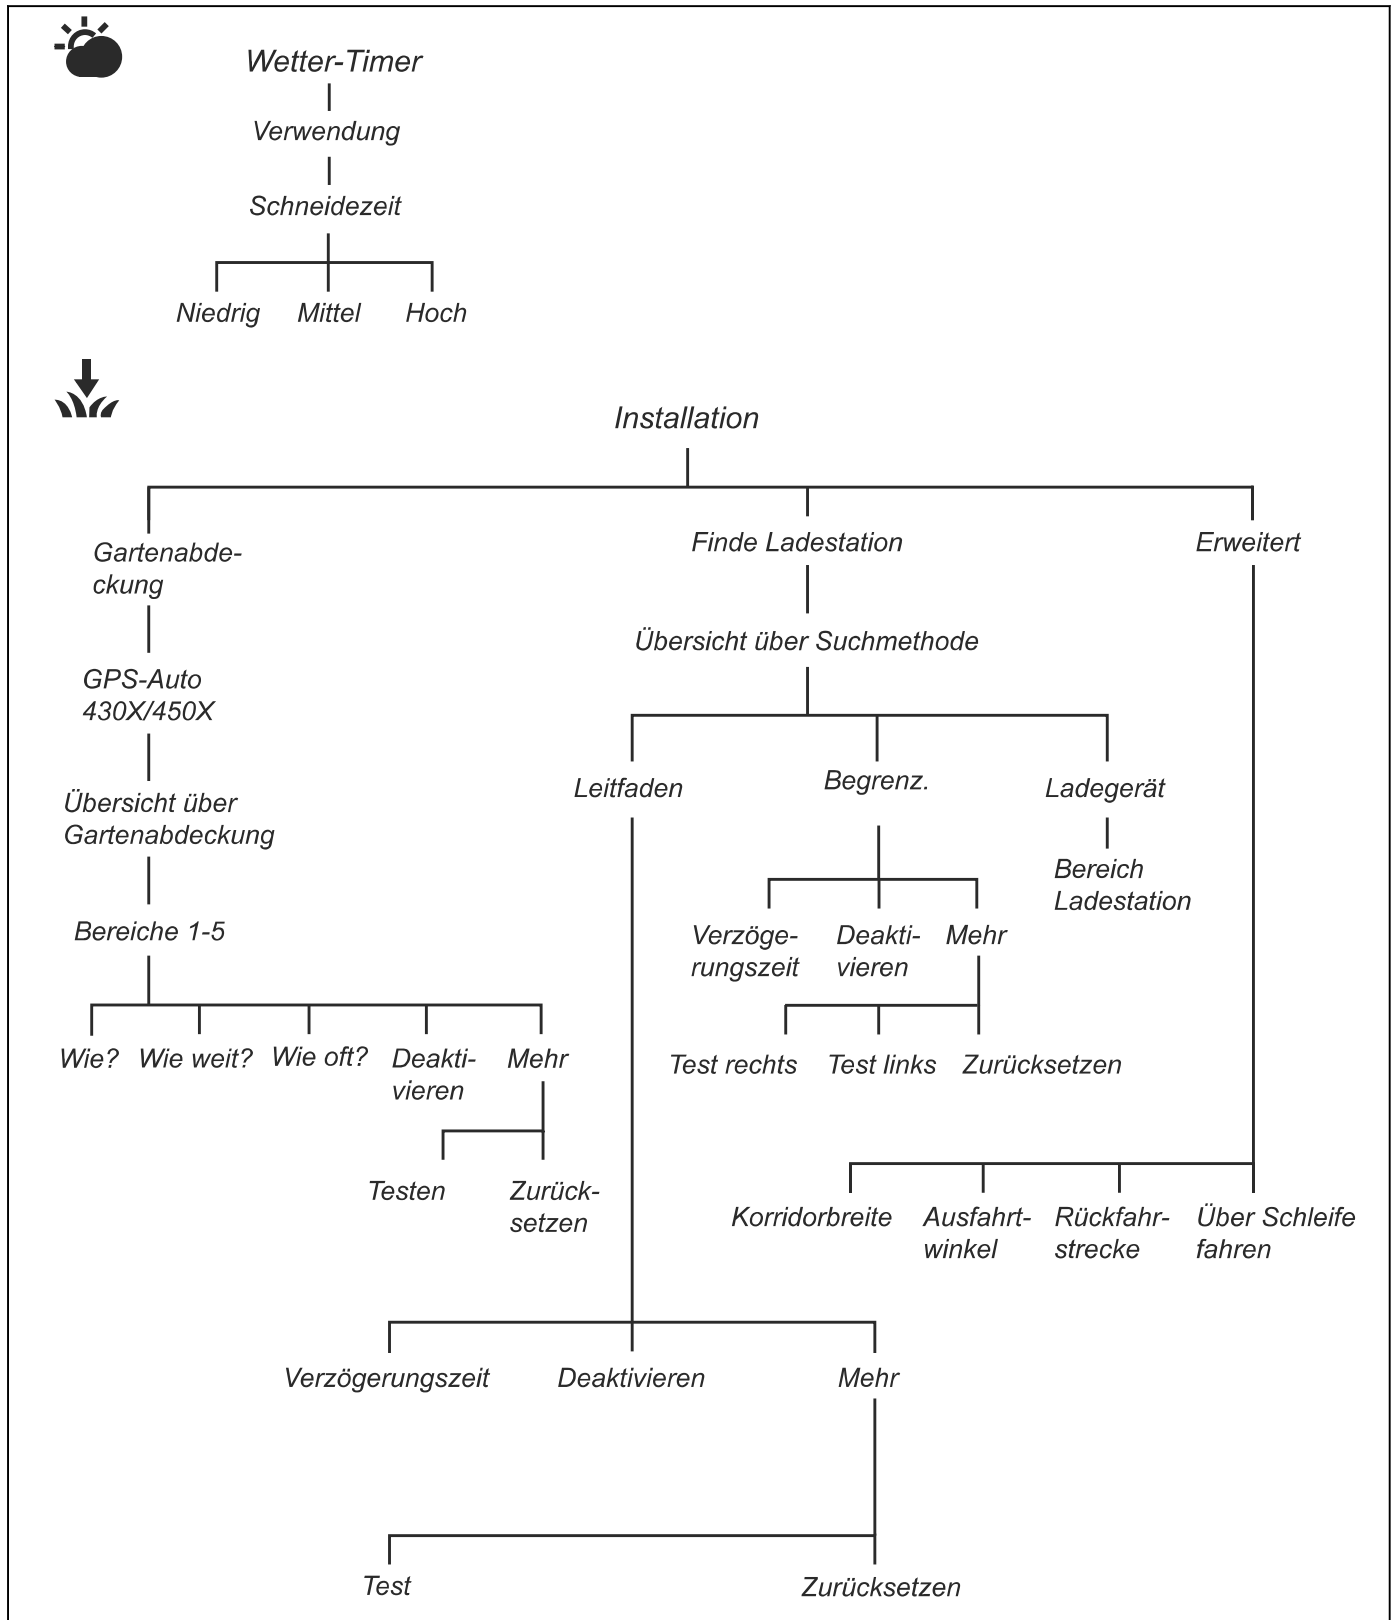 Wetter-Timer
Verwendung
Schneidezeit
Niedrig Mittel Hoch
Installation
Gartenabde-
ckung
Finde Ladestation
Erweitert
Übersicht über Suchmethode
GPS-Auto
430X/450X
Leitfaden
Begrenz.
Ladegerät
Übersicht über
Gartenabdeckung
Bereich
Ladestation
Bereiche 1-5
Verzöge-
rungszeit
Deakti-
vieren
Mehr
Wie?
Wie weit?
Wie oft?
Deakti-
vieren
Mehr
Test rechts
Test links
Zurücksetzen
Testen
Zurück-
setzen
Korridorbreite
Ausfahrt-
winkel
Rückfahr-
strecke
Über Schleife
fahren
Verzögerungszeit
Deaktivieren
Mehr
Test
Zurücksetzen